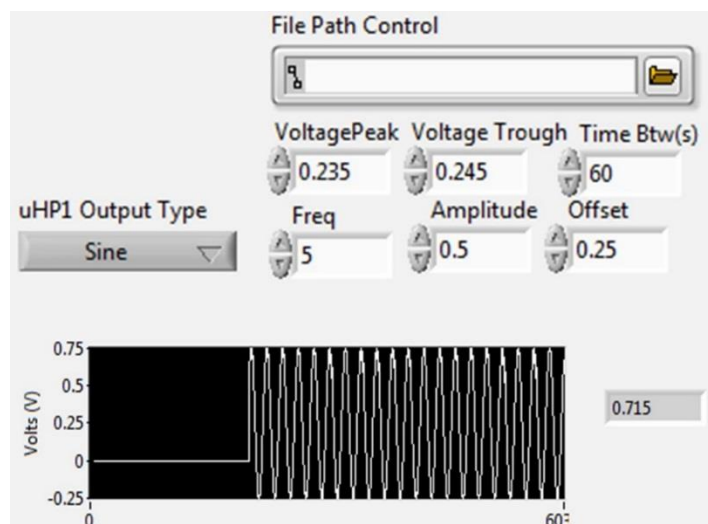 File Path Control
VoltagePeak Voltage Trough Time Btw(s)
0.235 0.245 60
uHP1 Output Type
Freq Amplitude Offset
Sine
5 0.5 0.25
0.75
0.5
0.25
0
-0.25
Volts (V)
0.715
0